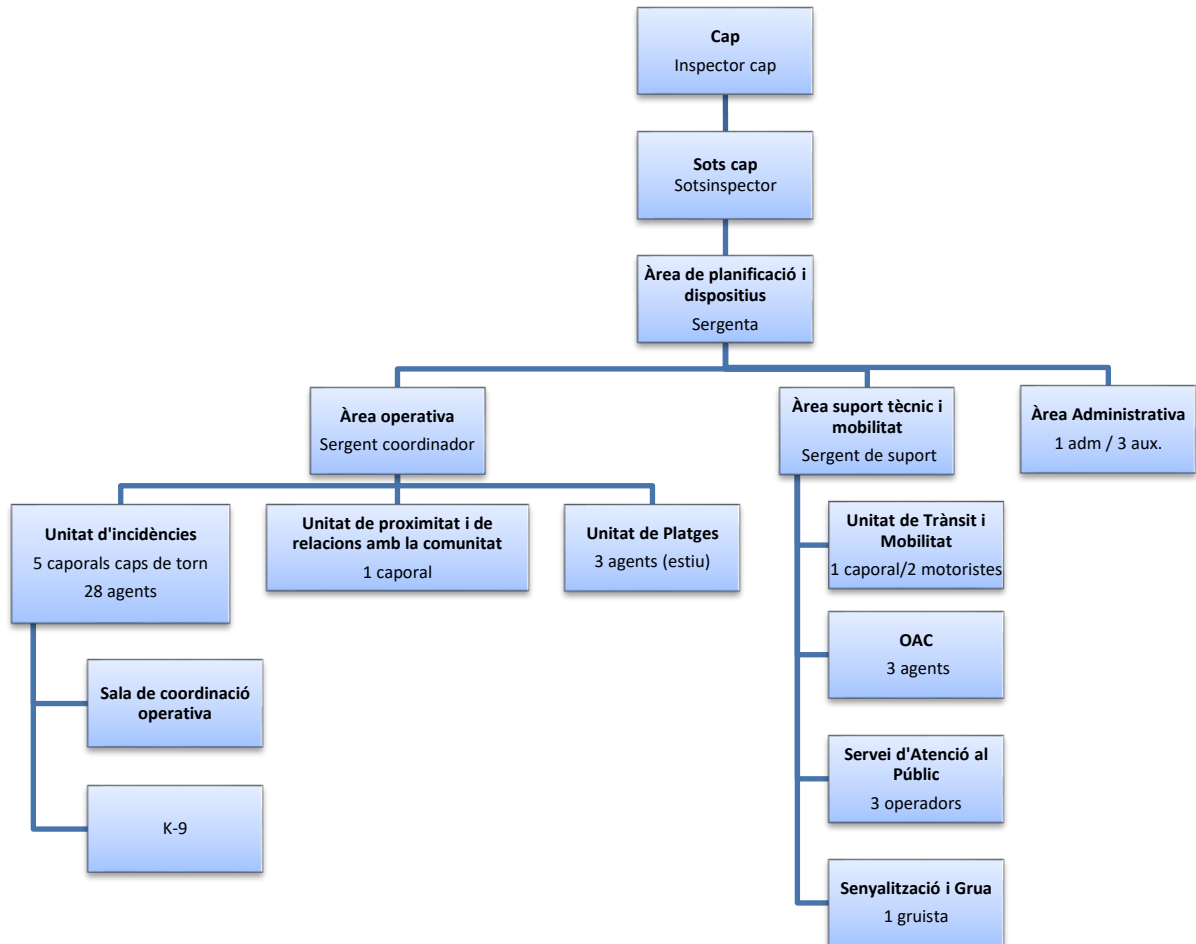 Cap
Inspector cap
Sots cap
Sotsinspector
Àrea de planificació i
dispositius
Sergenta
Àrea operativa
Sergent coordinador
Àrea suport tècnic i
mobilitat
Sergent de suport
Àrea Administrativa
1 adm / 3 aux.
Unitat d'incidències
5 caporals caps de torn
28 agents
Unitat de proximitat i de
relacions amb la comunitat
1 caporal
Unitat de Platges
3 agents (estiu)
Unitat de Trànsit i
Mobilitat
1 caporal/2 motoristes
OAC
3 agents
Sala de coordinació
operativa
Servei d'Atenció al
Públic
3 operadors
K-9
Senyalització i Grua
1 gruista